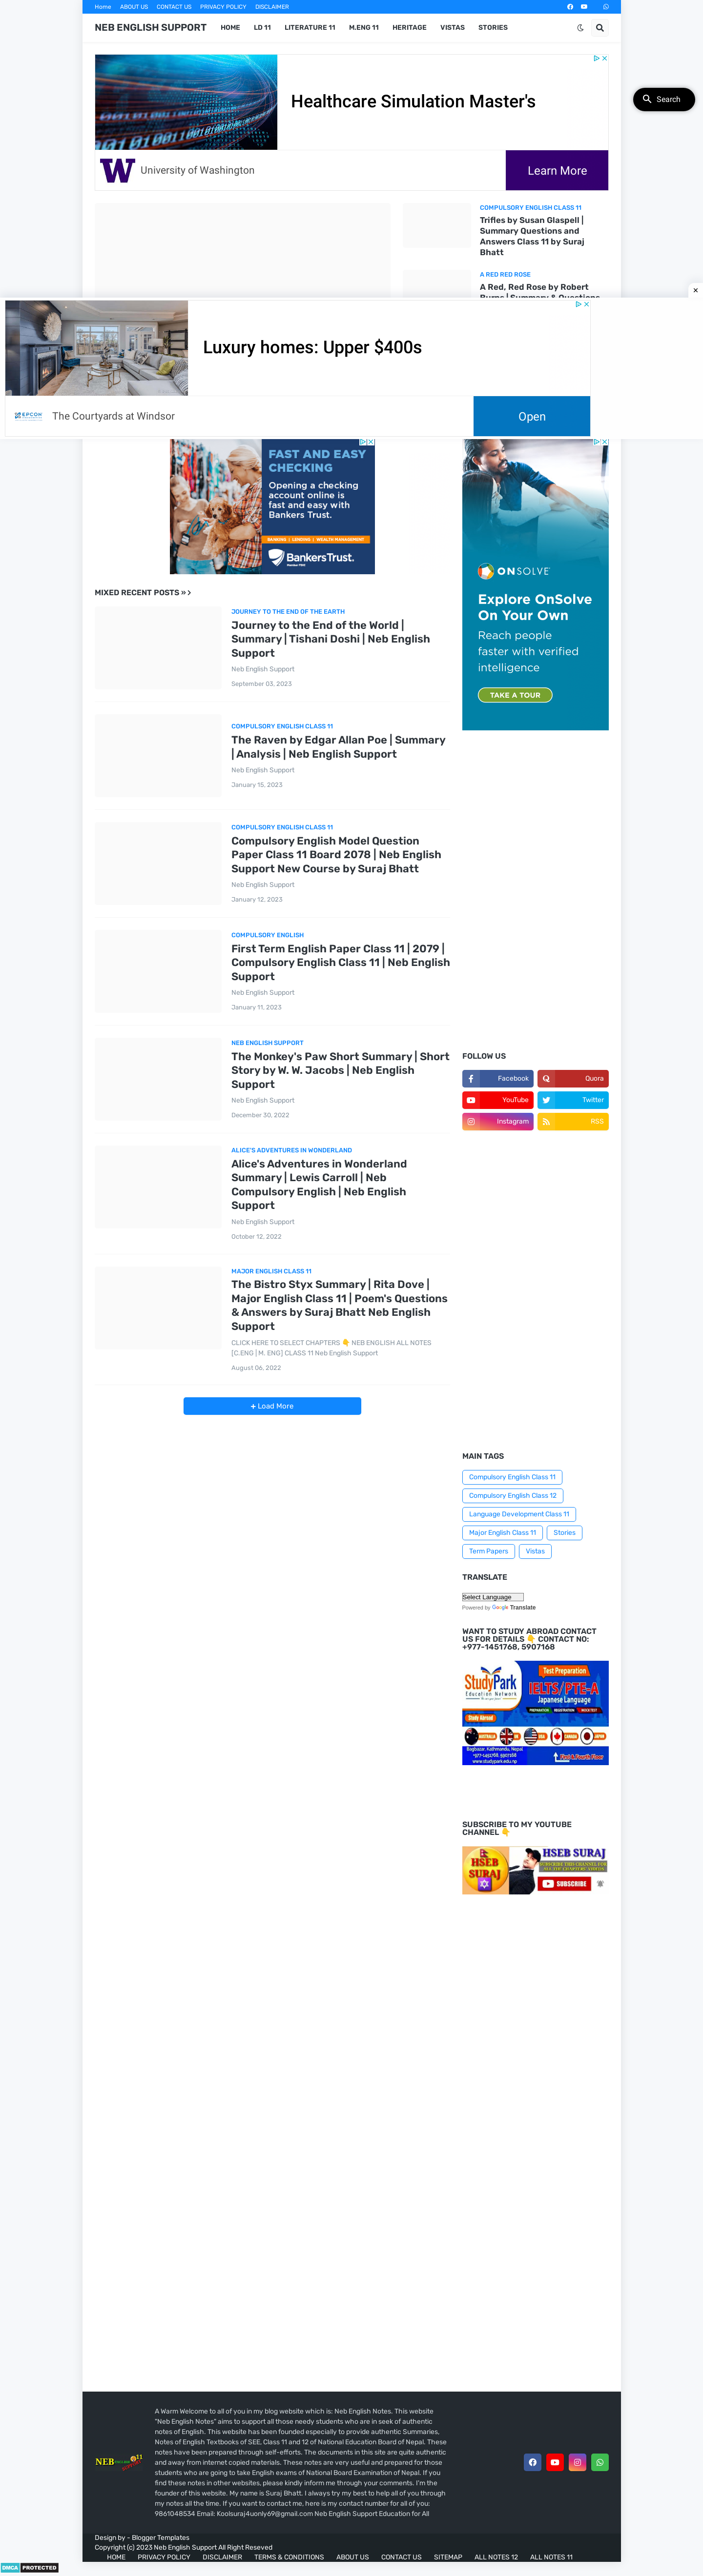 Home ABOUT US CONTACT US PRIVACY POLICY DISCLAIMER
NEB ENGLISH SUPPORT
HOME LD 11 LITERATURE 11 M.ENG 11 HERITAGE VISTAS STORIES
Search
Healthcare Simulation Master's
University of Washington
Learn More
COMPULSORY ENGLISH CLASS 11
Trifles by Susan Glaspell |
Summary Questions and
Answers Class 11 by Suraj
Bhatt
A RED RED ROSE
A Red, Red Rose by Robert
Burns | Summary & Questions
Luxury homes: Upper $400s
EPCON
The Courtyards at Windsor
Open
FAST AND EASY
CHECKING
Opening a checking
account online is
fast and easy with
Bankers Trust.
BANKING | LENDING | WEALTH MANAGEMENT
BankersTrust.
ONSOLVE
Explore OnSolve
On Your Own
Reach people
faster with verified
intelligence
TAKE A TOUR
MIXED RECENT POSTS »
JOURNEY TO THE END OF THE EARTH
Journey to the End of the World |
Summary | Tishani Doshi | Neb English
Support
Neb English Support
September 03, 2023
COMPULSORY ENGLISH CLASS 11
The Raven by Edgar Allan Poe | Summary
| Analysis | Neb English Support
Neb English Support
January 15, 2023
COMPULSORY ENGLISH CLASS 11
Compulsory English Model Question
Paper Class 11 Board 2078 | Neb English
Support New Course by Suraj Bhatt
Neb English Support
January 12, 2023
COMPULSORY ENGLISH
First Term English Paper Class 11 | 2079 |
Compulsory English Class 11 | Neb English
Support
Neb English Support
January 11, 2023
NEB ENGLISH SUPPORT
The Monkey's Paw Short Summary | Short
Story by W. W. Jacobs | Neb English
Support
Neb English Support
December 30, 2022
ALICE'S ADVENTURES IN WONDERLAND
Alice's Adventures in Wonderland
Summary | Lewis Carroll | Neb
Compulsory English | Neb English
Support
Neb English Support
October 12, 2022
MAJOR ENGLISH CLASS 11
The Bistro Styx Summary | Rita Dove |
Major English Class 11 | Poem's Questions
& Answers by Suraj Bhatt Neb English
Support
CLICK HERE TO SELECT CHAPTERS 👇 NEB ENGLISH ALL NOTES
[C.ENG | M. ENG] CLASS 11 Neb English Support
August 06, 2022
+ Load More
FOLLOW US
Facebook Quora
YouTube Twitter
Instagram RSS
MAIN TAGS
Compulsory English Class 11
Compulsory English Class 12
Language Development Class 11
Major English Class 11 Stories
Term Papers Vistas
TRANSLATE
Select Language
Powered by Google Translate
WANT TO STUDY ABROAD CONTACT
US FOR DETAILS 👇 CONTACT NO:
+977-1451768, 5907168
StudyPark
Education Network
Test Preparation
IELTS/PTE-A
Japanese Language
Study Abroad
Bagbazar, Kathmandu, Nepal
www.studypark.edu.np
SUBSCRIBE TO MY YOUTUBE
CHANNEL 👇
HSEB
SURAJ
HSEB SURAJ
SUBSCRIBE
A Warm Welcome to all of you in my blog website which is: Neb English Notes. This website
"Neb English Notes" aims to support all those needy students who are in seek of authentic
notes of English. This website has been founded especially to provide authentic Summaries,
Notes of English Textbooks of SEE, Class 11 and 12 of National Education Board of Nepal. These
notes have been prepared through self-efforts. The documents in this site are quite authentic
and away from internet copied materials. These notes are very useful and prepared for those
students who are going to take English exams of National Board Examination of Nepal. If you
find these notes in other websites, please kindly inform me through your comments. I'm the
founder of this website. My name is Suraj Bhatt. I always try my best to help all of you through
my notes all the time. If you want to contact me, here is my contact number for all of you:
9861048534 Email: Koolsuraj4uonly69@gmail.com Neb English Support Education for All
Design by - Blogger Templates
Copyright (c) 2023 Neb English Support All Right Reseved
HOME PRIVACY POLICY DISCLAIMER TERMS & CONDITIONS ABOUT US CONTACT US SITEMAP ALL NOTES 12 ALL NOTES 11
DMCA PROTECTED